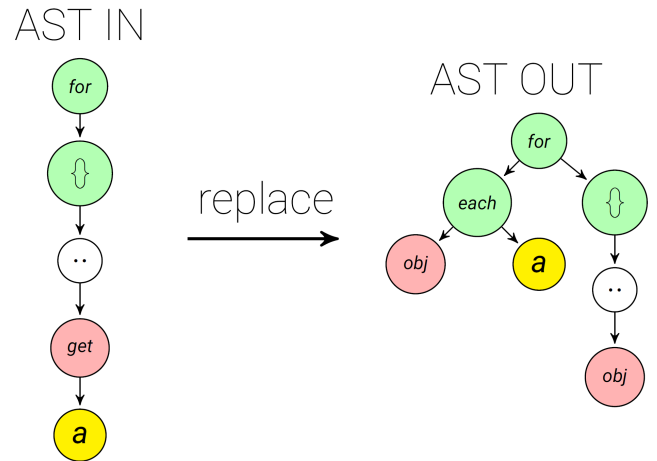 AST IN
for
{}
..
get
a
replace
AST OUT
for
each
{}
obj
a
..
obj